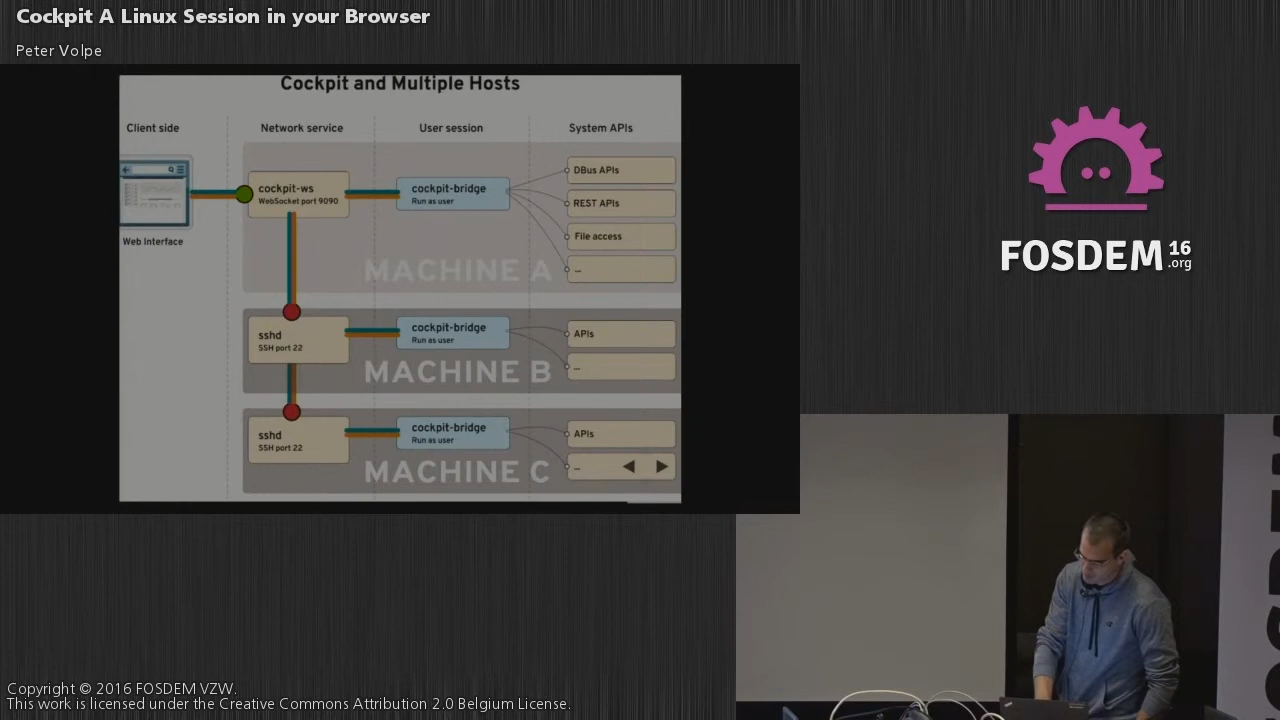 Cockpit A Linux Session in your Browser
Peter Volpe
Cockpit and Multiple Hosts
Client side
Network service
User session
System APIs
Web Interface
cockpit-ws
WebSocket port 9090
cockpit-bridge
Run as user
DBus APIs
REST APIs
File access
...
MACHINE A
sshd
SSH port 22
cockpit-bridge
Run as user
APIs
...
MACHINE B
sshd
SSH port 22
cockpit-bridge
Run as user
APIs
...
MACHINE C
FOSDEM 16
.org
Copyright © 2016 FOSDEM VZW.
This work is licensed under the Creative Commons Attribution 2.0 Belgium License.